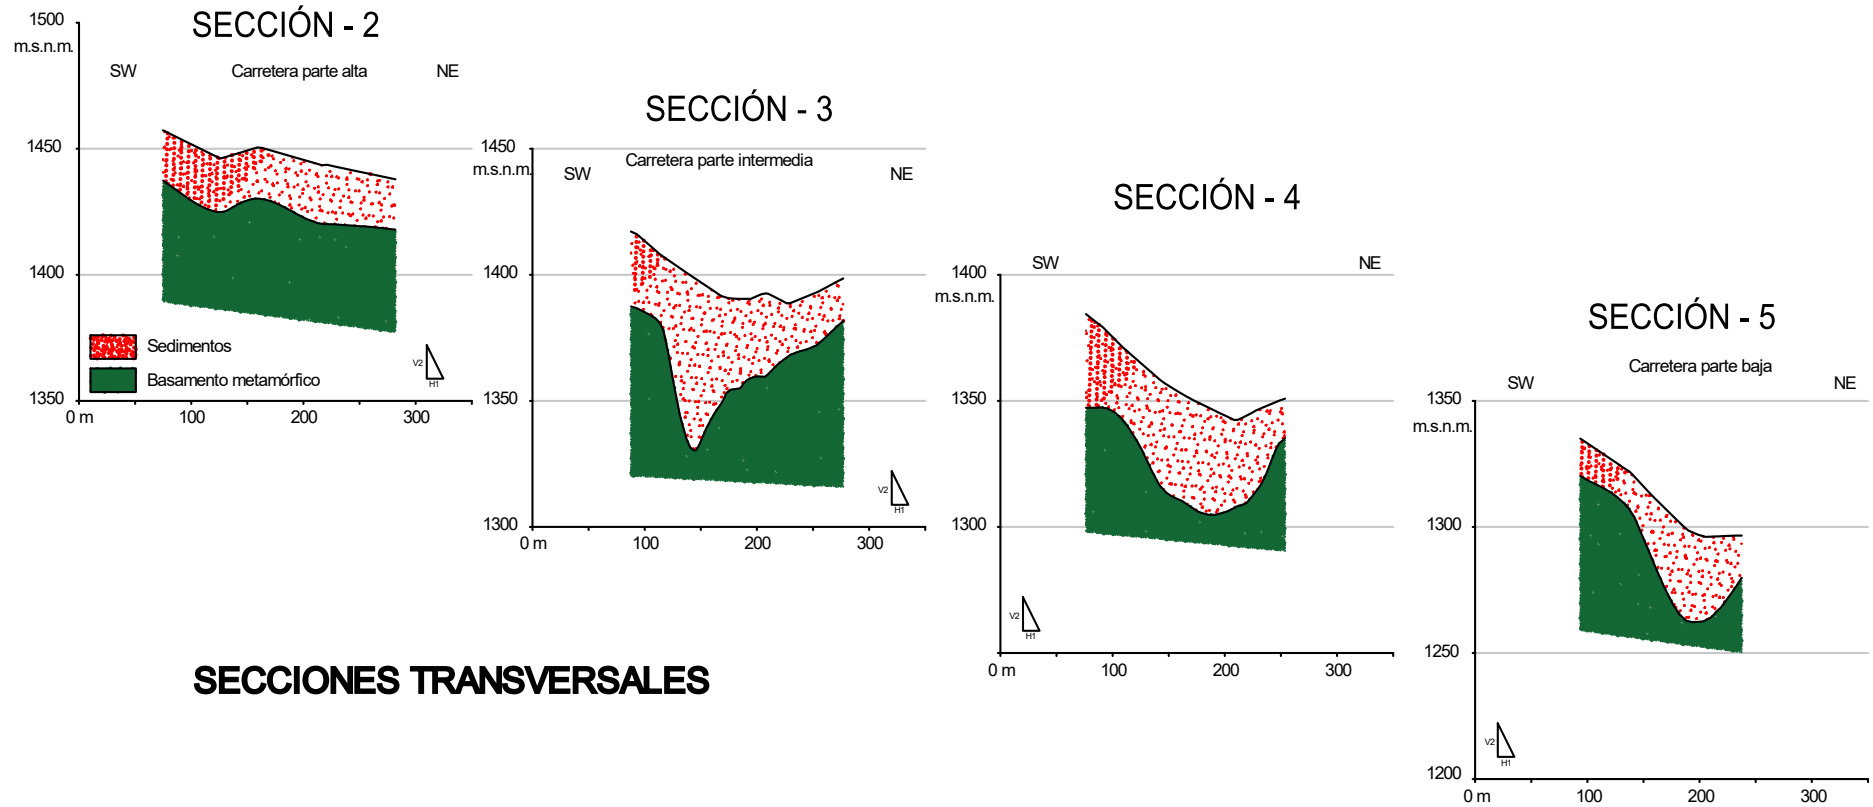 SECCIÓN - 2
1500
m.s.n.m.
SW Carretera parte alta NE
1450
1400
Sedimentos
Basamento metamórfico
V2
H1
1350
0 m 100 200 300
SECCIÓN - 3
1450
m.s.n.m.
SW Carretera parte intermedia NE
1400
1350
V2
H1
1300
0 m 100 200 300
SECCIÓN - 4
SW NE
1400
m.s.n.m.
1350
1300
V2
H1
0 m 100 200 300
SECCIÓN - 5
Carretera parte baja
SW NE
1350
m.s.n.m.
1300
1250
V2
H1
1200
0 m 100 200 300
SECCIONES TRANSVERSALES